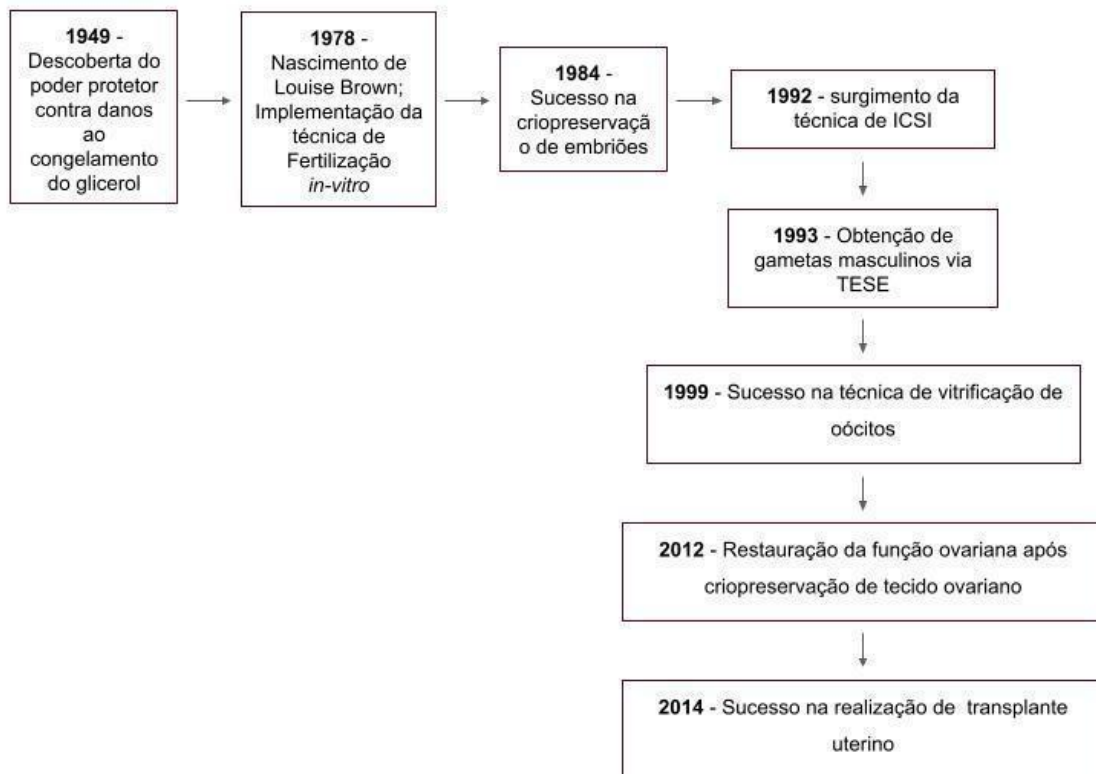 1949 -
Descoberta do
poder protetor
contra danos
ao
congelamento
do glicerol
1978 -
Nascimento de
Louise Brown;
Implementação da
técnica de
Fertilização
in-vitro
1984 -
Sucesso na
criopreservaçã
o de embriões
1992 - surgimento da
técnica de ICSI
1993 - Obtenção de
gametas masculinos via
TESE
1999 - Sucesso na técnica de vitrificação de
oócitos
2012 - Restauração da função ovariana após
criopreservação de tecido ovariano
2014 - Sucesso na realização de transplante
uterino